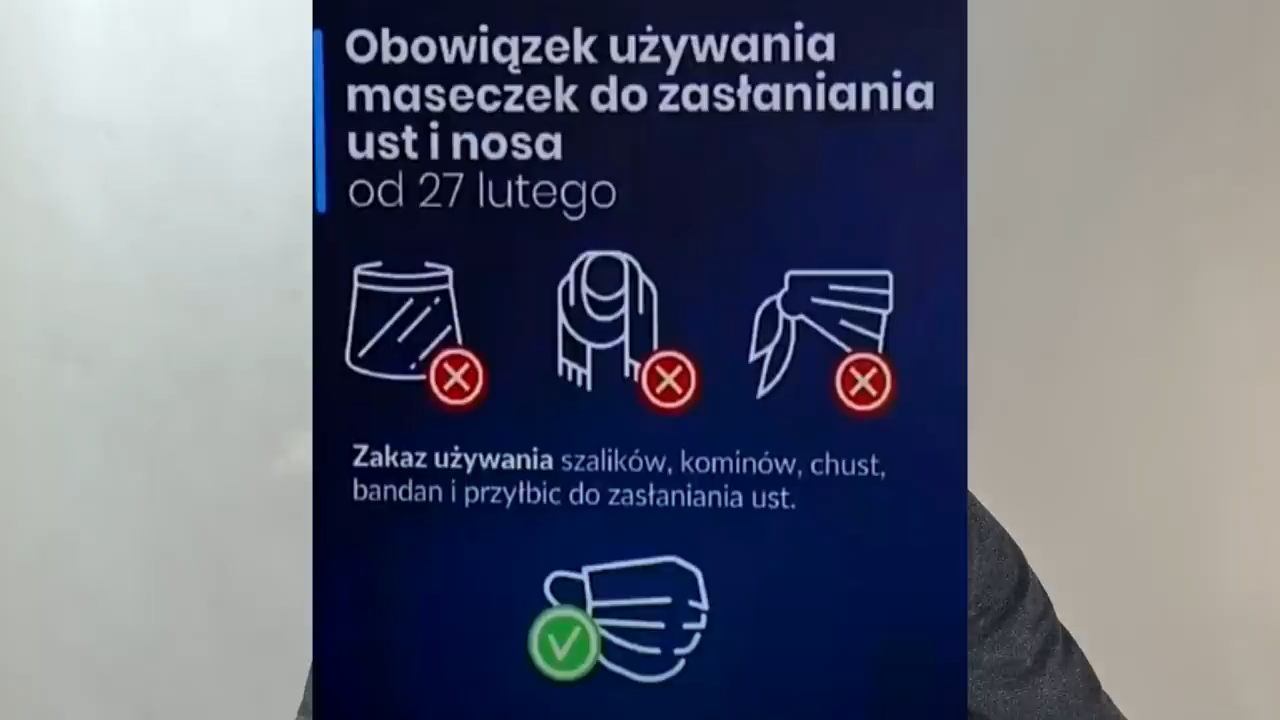 Obowiązek używania
maseczek do zasłaniania
ust i nosa
od 27 lutego
Zakaz używania szalików, kominów, chust,
bandan i przyłbic do zasłaniania ust.